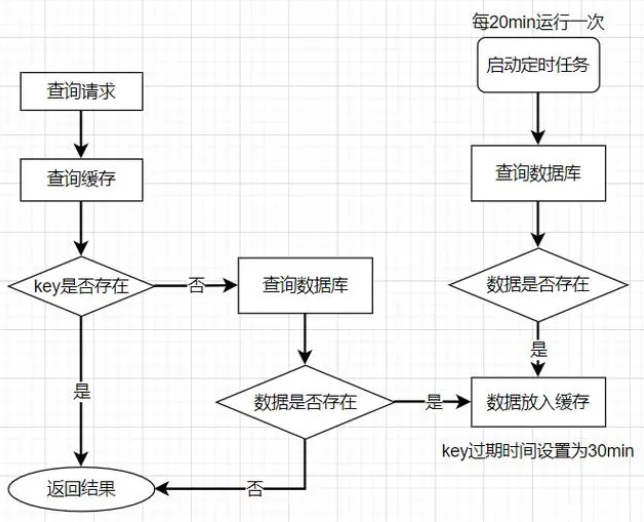 每20min运行一次
启动定时任务
查询请求
查询缓存
查询数据库
key是否存在
否
查询数据库
数据是否存在
是
是
数据是否存在
是
数据放入缓存
key过期时间设置为30min
返回结果
否